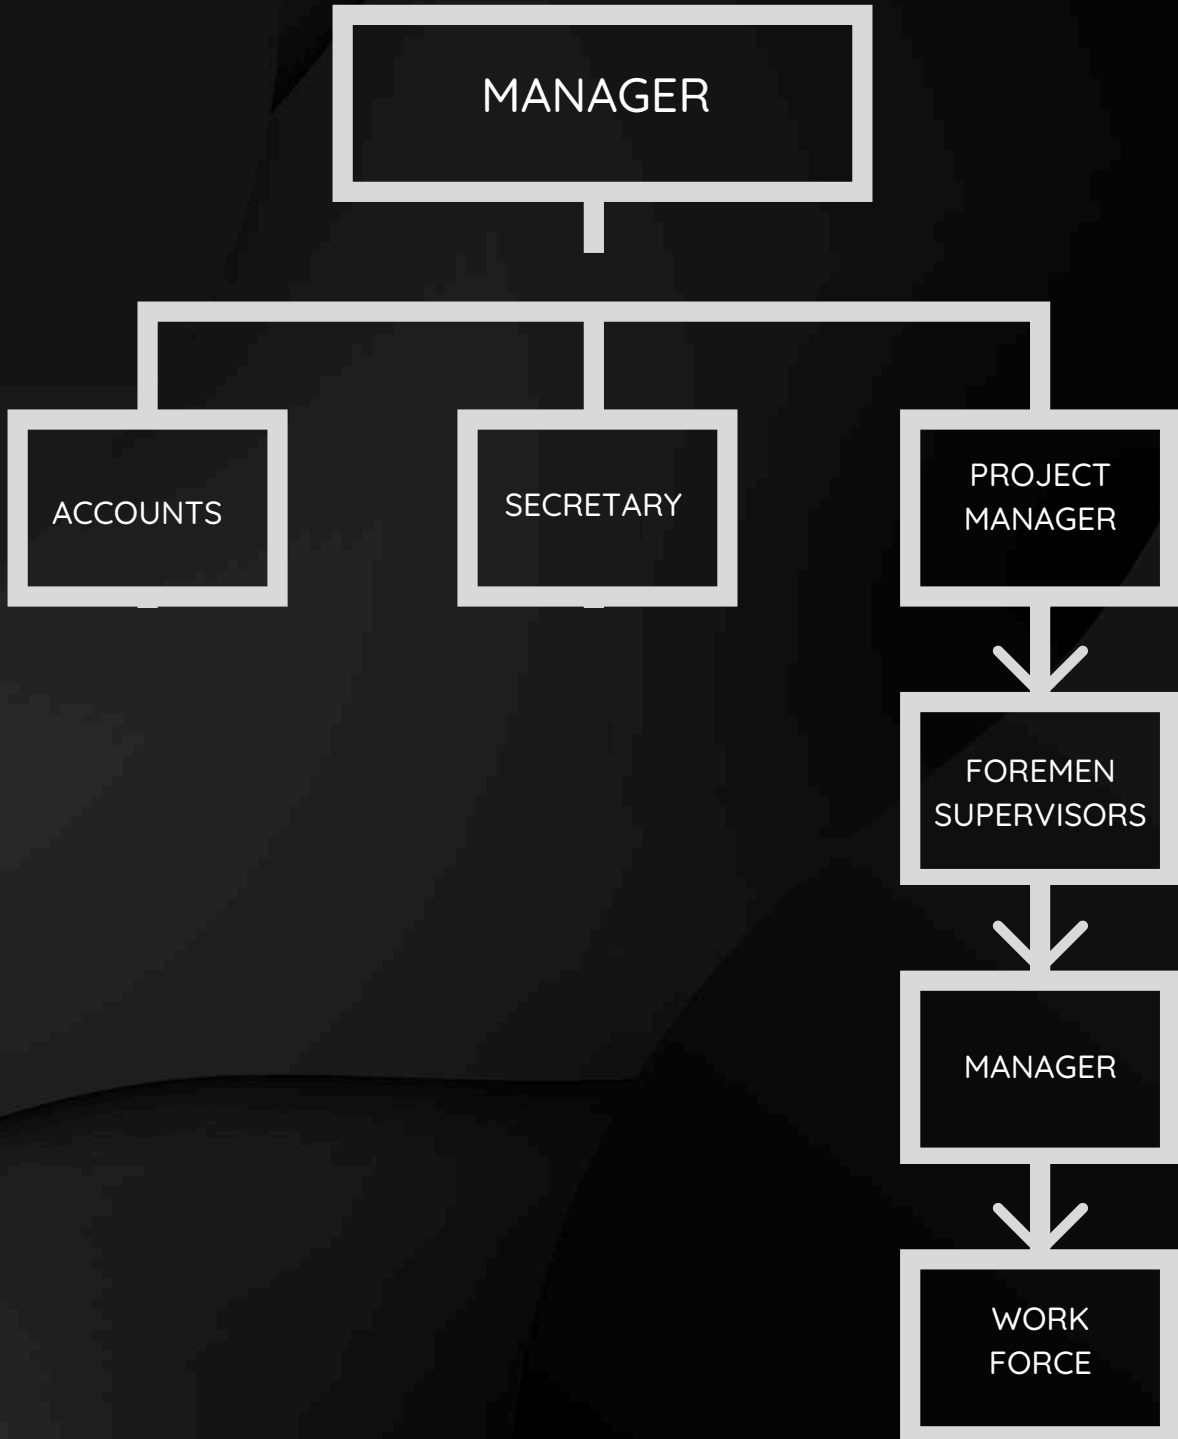 MANAGER
ACCOUNTS
SECRETARY
PROJECT
MANAGER
FOREMEN
SUPERVISORS
MANAGER
WORK
FORCE